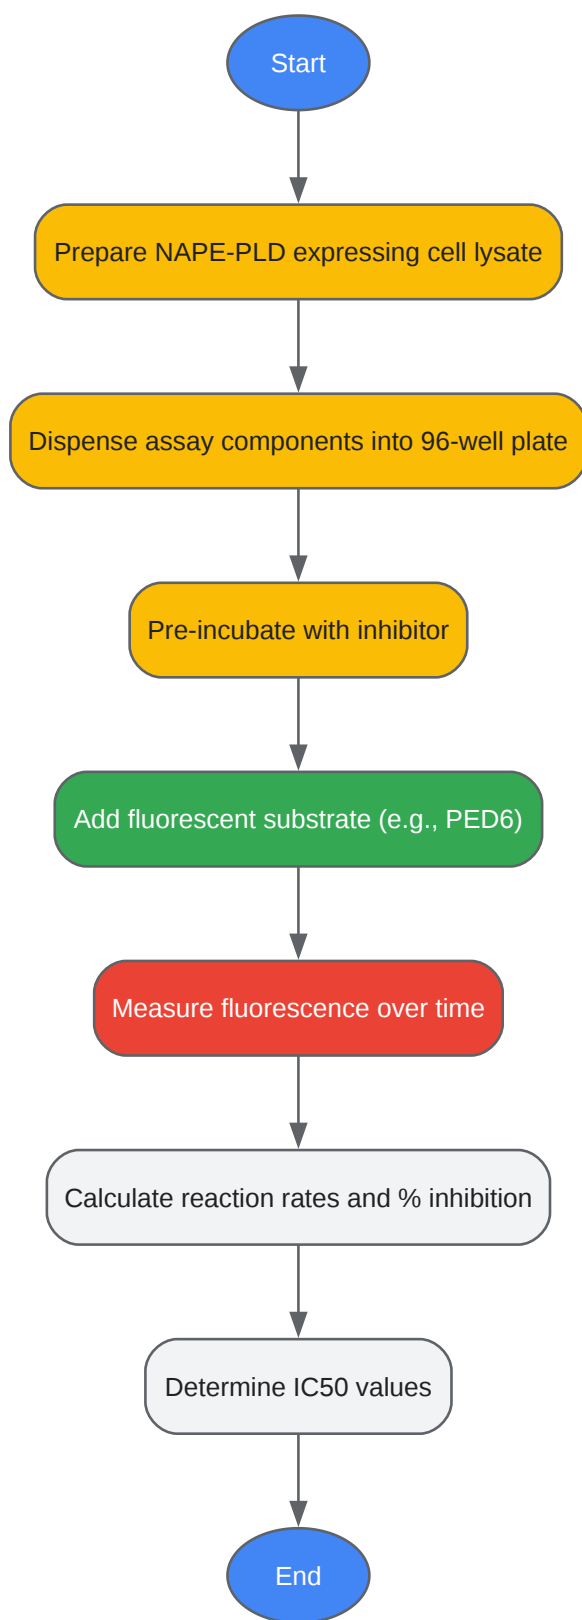 Start
Prepare NAPE-PLD expressing cell lysate
Dispense assay components into 96-well plate
Pre-incubate with inhibitor
Add fluorescent substrate (e.g., PED6)
Measure fluorescence over time
Calculate reaction rates and % inhibition
Determine IC50 values
End